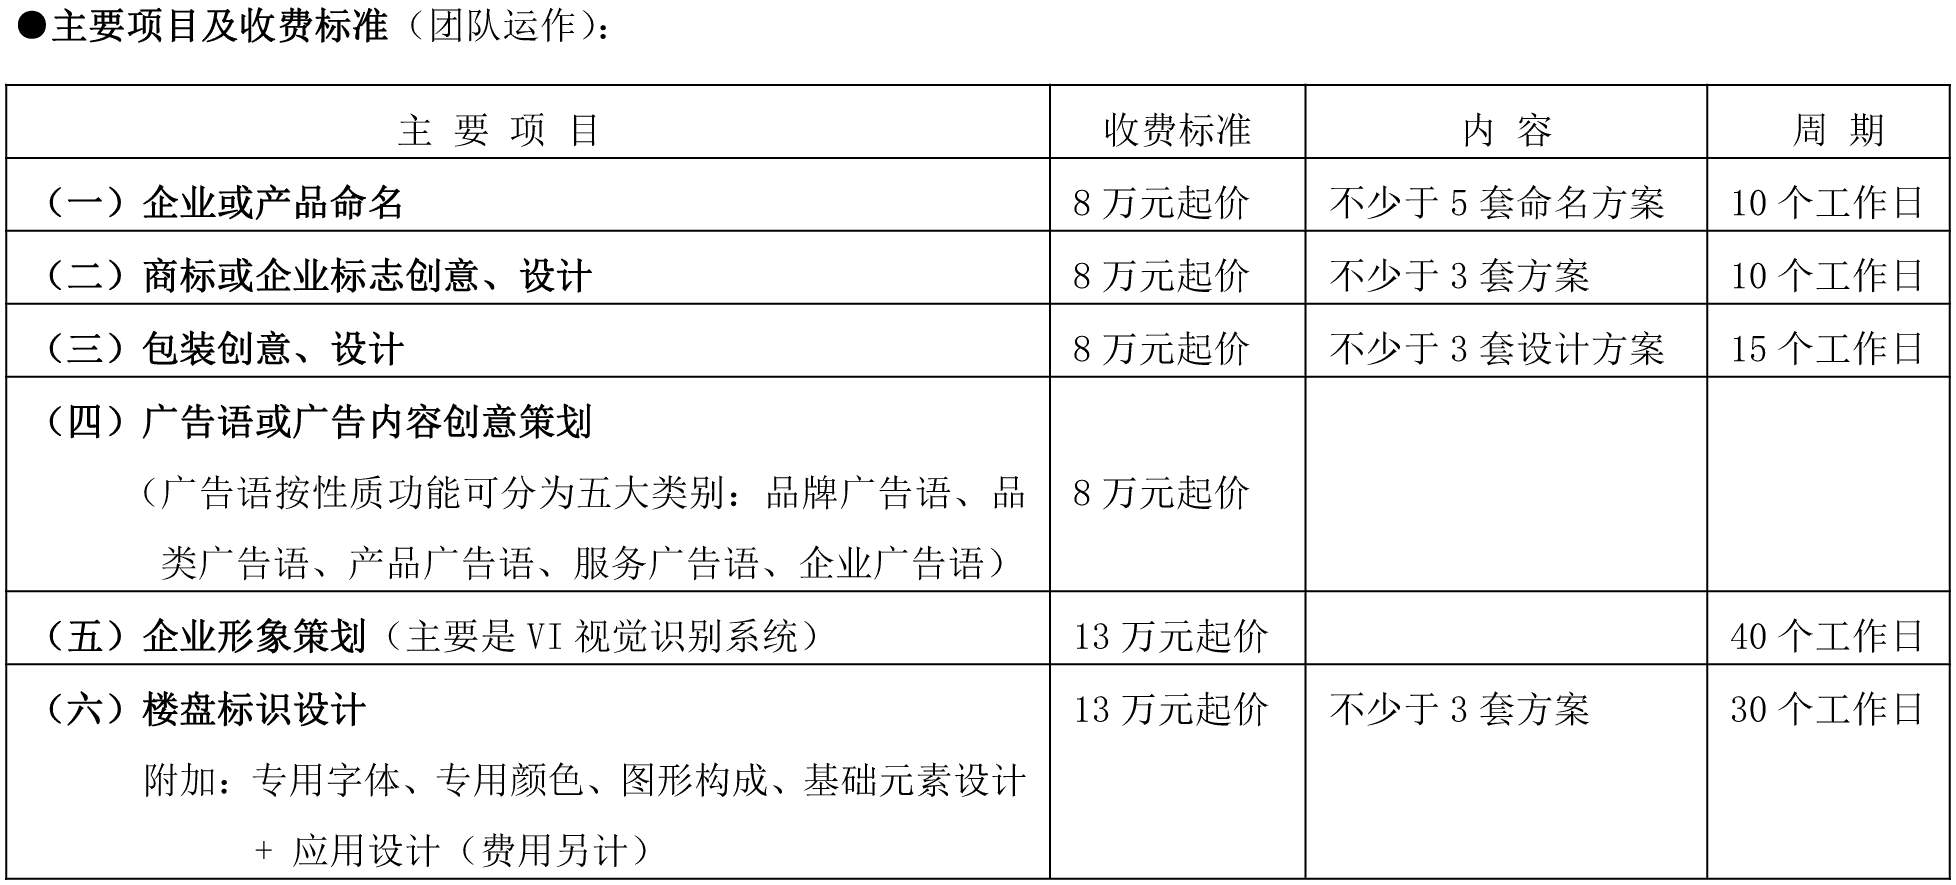 ●主要项目及收费标准（团队运作）：
主 要 项 目 收费标准 内 容 周 期
（一）企业或产品命名 8 万元起价 不少于 5 套命名方案 10 个工作日
（二）商标或企业标志创意、设计 8 万元起价 不少于 3 套方案 10 个工作日
（三）包装创意、设计 8 万元起价 不少于 3 套设计方案 15 个工作日
（四）广告语或广告内容创意策划
（广告语按性质功能可分为五大类别：品牌广告语、品 8 万元起价
类广告语、产品广告语、服务广告语、企业广告语）
（五）企业形象策划（主要是 VI 视觉识别系统） 13 万元起价 40 个工作日
（六）楼盘标识设计 13 万元起价 不少于 3 套方案 30 个工作日
附加：专用字体、专用颜色、图形构成、基础元素设计
+ 应用设计（费用另计）